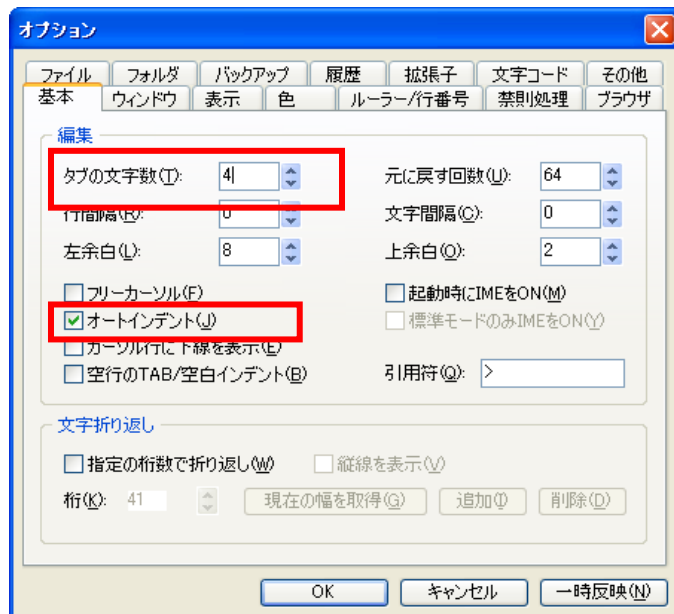 オプション
ファイル フォルダ バックアップ 履歴 拡張子 文字コード その他
基本 ウィンドウ 表示 色 ルーラー/行番号 禁則処理 ブラウザ
編集
タブの文字数(T): 4 元に戻す回数(U): 64
行間隔(R): 0 文字間隔(C): 0
左余白(L): 8 上余白(O): 2
フリーカーソル(F) 起動時にIMEをON(M)
オートインデント(J) 標準モードのみIMEをON(Y)
カーソル行に下線を表示(E)
空行のTAB/空白インデント(B) 引用符(Q): >
文字折り返し
指定の桁数で折り返し(W) 縦線を表示(V)
桁(K): 41 現在の幅を取得(G) 追加(I) 削除(D)
OK キャンセル 一時反映(N)